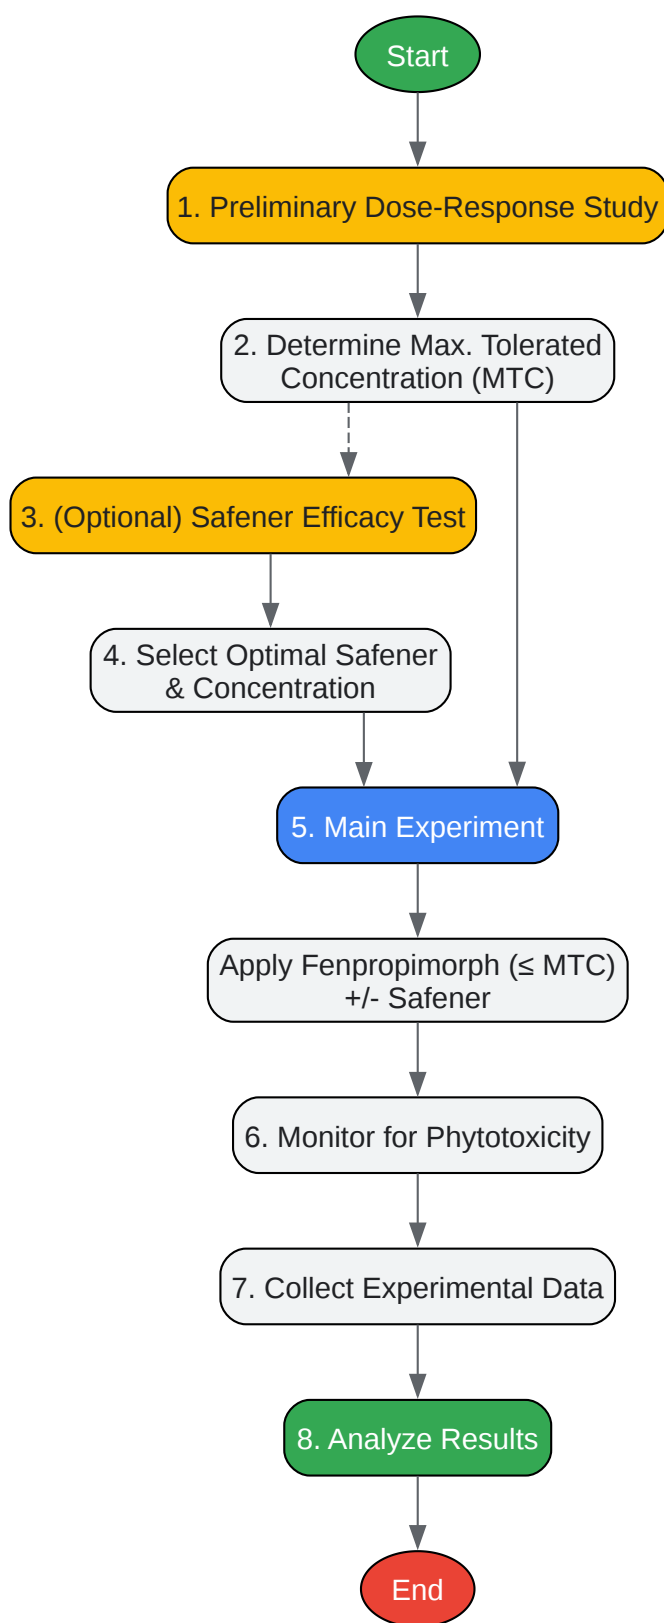 Start
1. Preliminary Dose-Response Study
2. Determine Max. Tolerated
Concentration (MTC)
3. (Optional) Safener Efficacy Test
4. Select Optimal Safener
& Concentration
5. Main Experiment
Apply Fenpropimorph (≤ MTC)
+/- Safener
6. Monitor for Phytotoxicity
7. Collect Experimental Data
8. Analyze Results
End